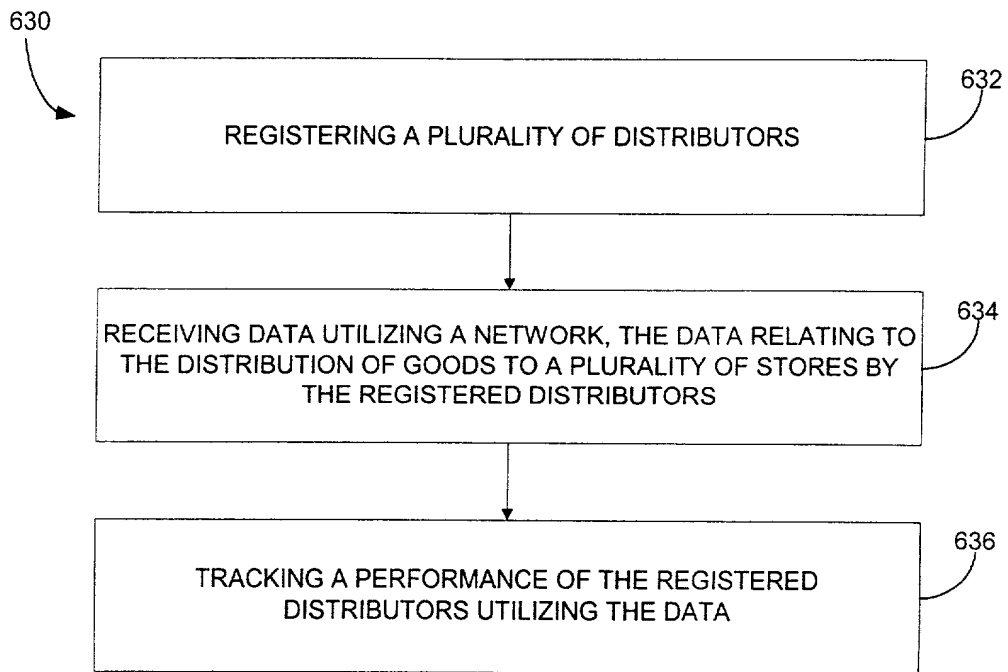 630
632
REGISTERING A PLURALITY OF DISTRIBUTORS
634
RECEIVING DATA UTILIZING A NETWORK, THE DATA RELATING TO
THE DISTRIBUTION OF GOODS TO A PLURALITY OF STORES BY
THE REGISTERED DISTRIBUTORS
636
TRACKING A PERFORMANCE OF THE REGISTERED
DISTRIBUTORS UTILIZING THE DATA